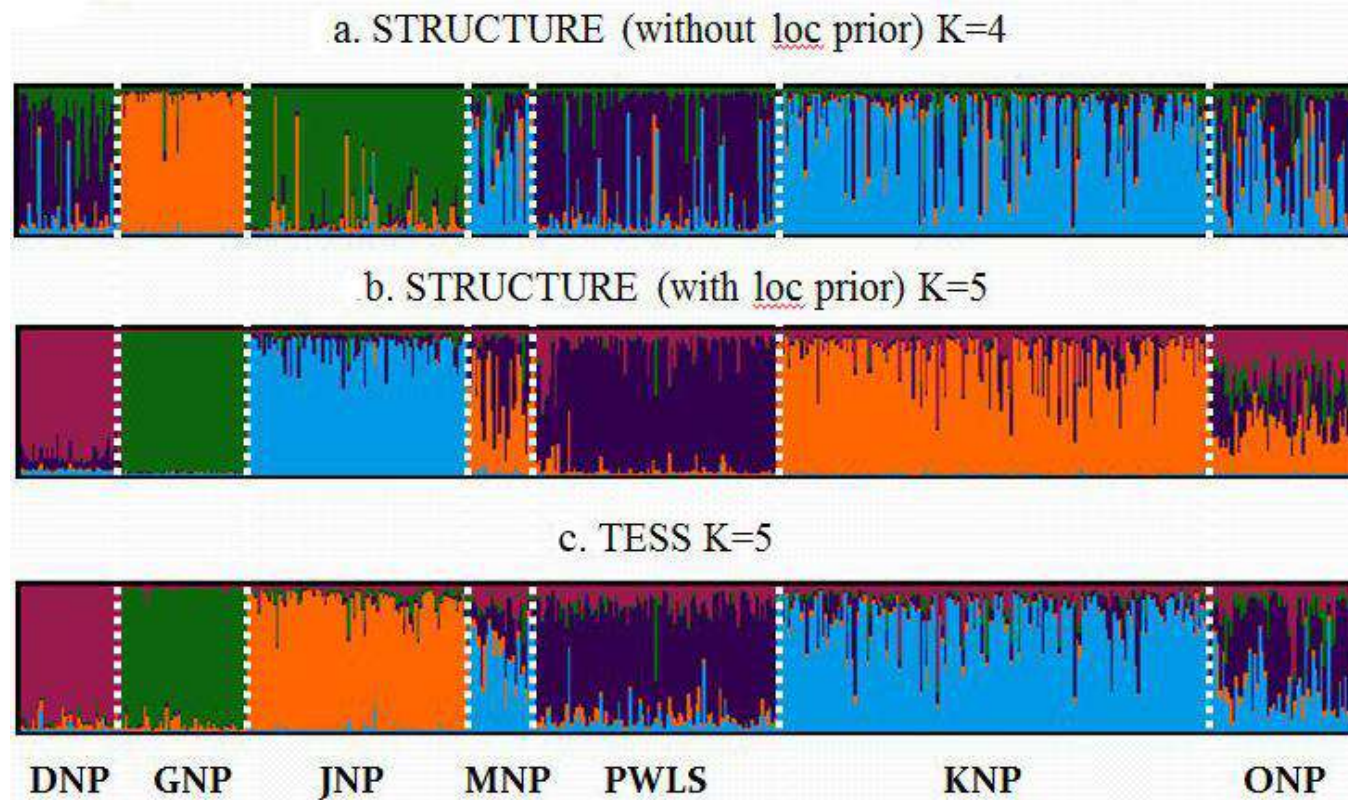 a. STRUCTURE (without loc prior) K=4
b. STRUCTURE (with loc prior) K=5
c. TESS K=5
DNP GNP JNP MNP PWLS KNP ONP